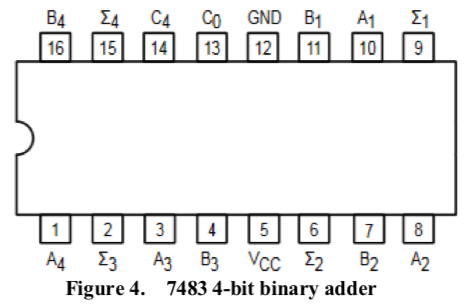 B4 Σ4 C4 C0 GND B1 A1 Σ1
16 15 14 13 12 11 10 9
1 2 3 4 5 6 7 8
A4 Σ3 A3 B3 VCC Σ2 B2 A2
Figure 4. 7483 4-bit binary adder